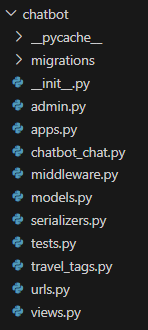 chatbot
__pycache__
migrations
__init__.py
admin.py
apps.py
chatbot_chat.py
middleware.py
models.py
serializers.py
tests.py
travel_tags.py
urls.py
views.py